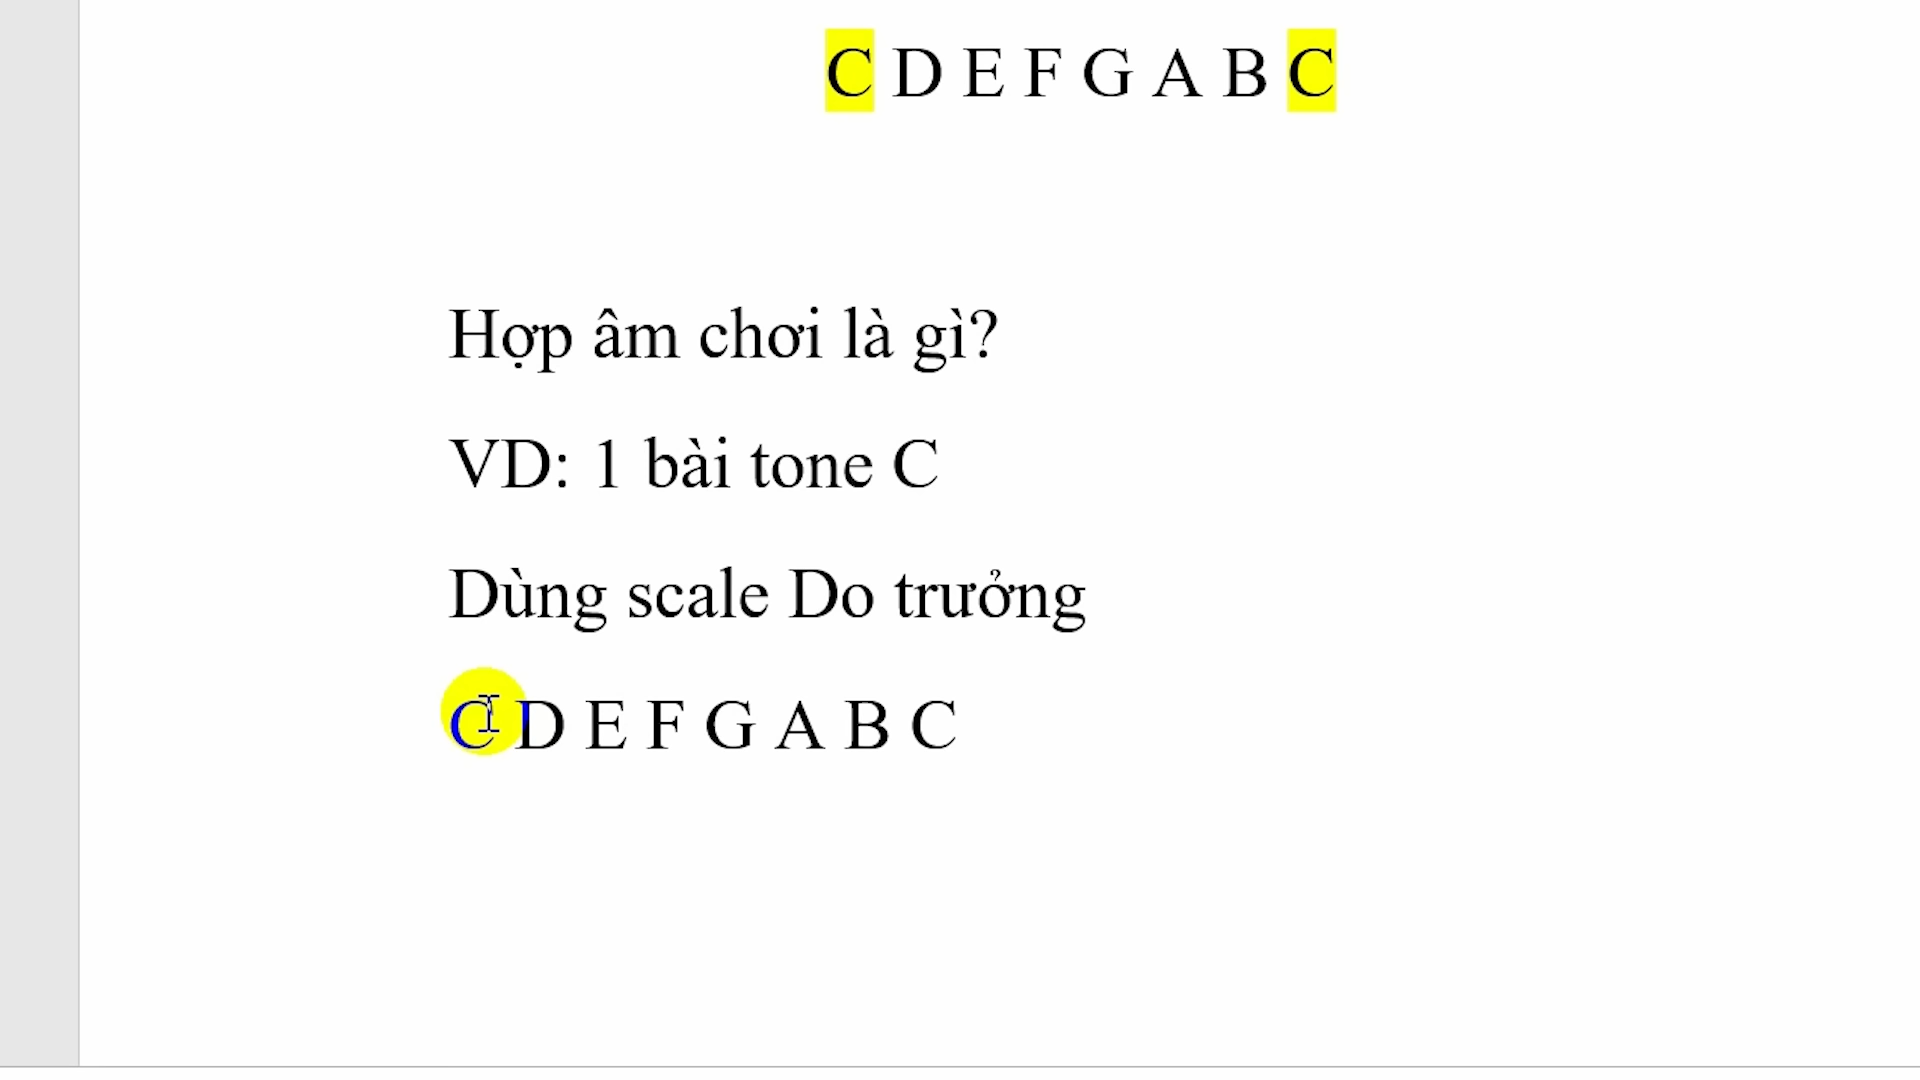 C D E F G A B C
Hợp âm chơi là gì?
VD: 1 bài tone C
Dùng scale Do trưởng
C D E F G A B C